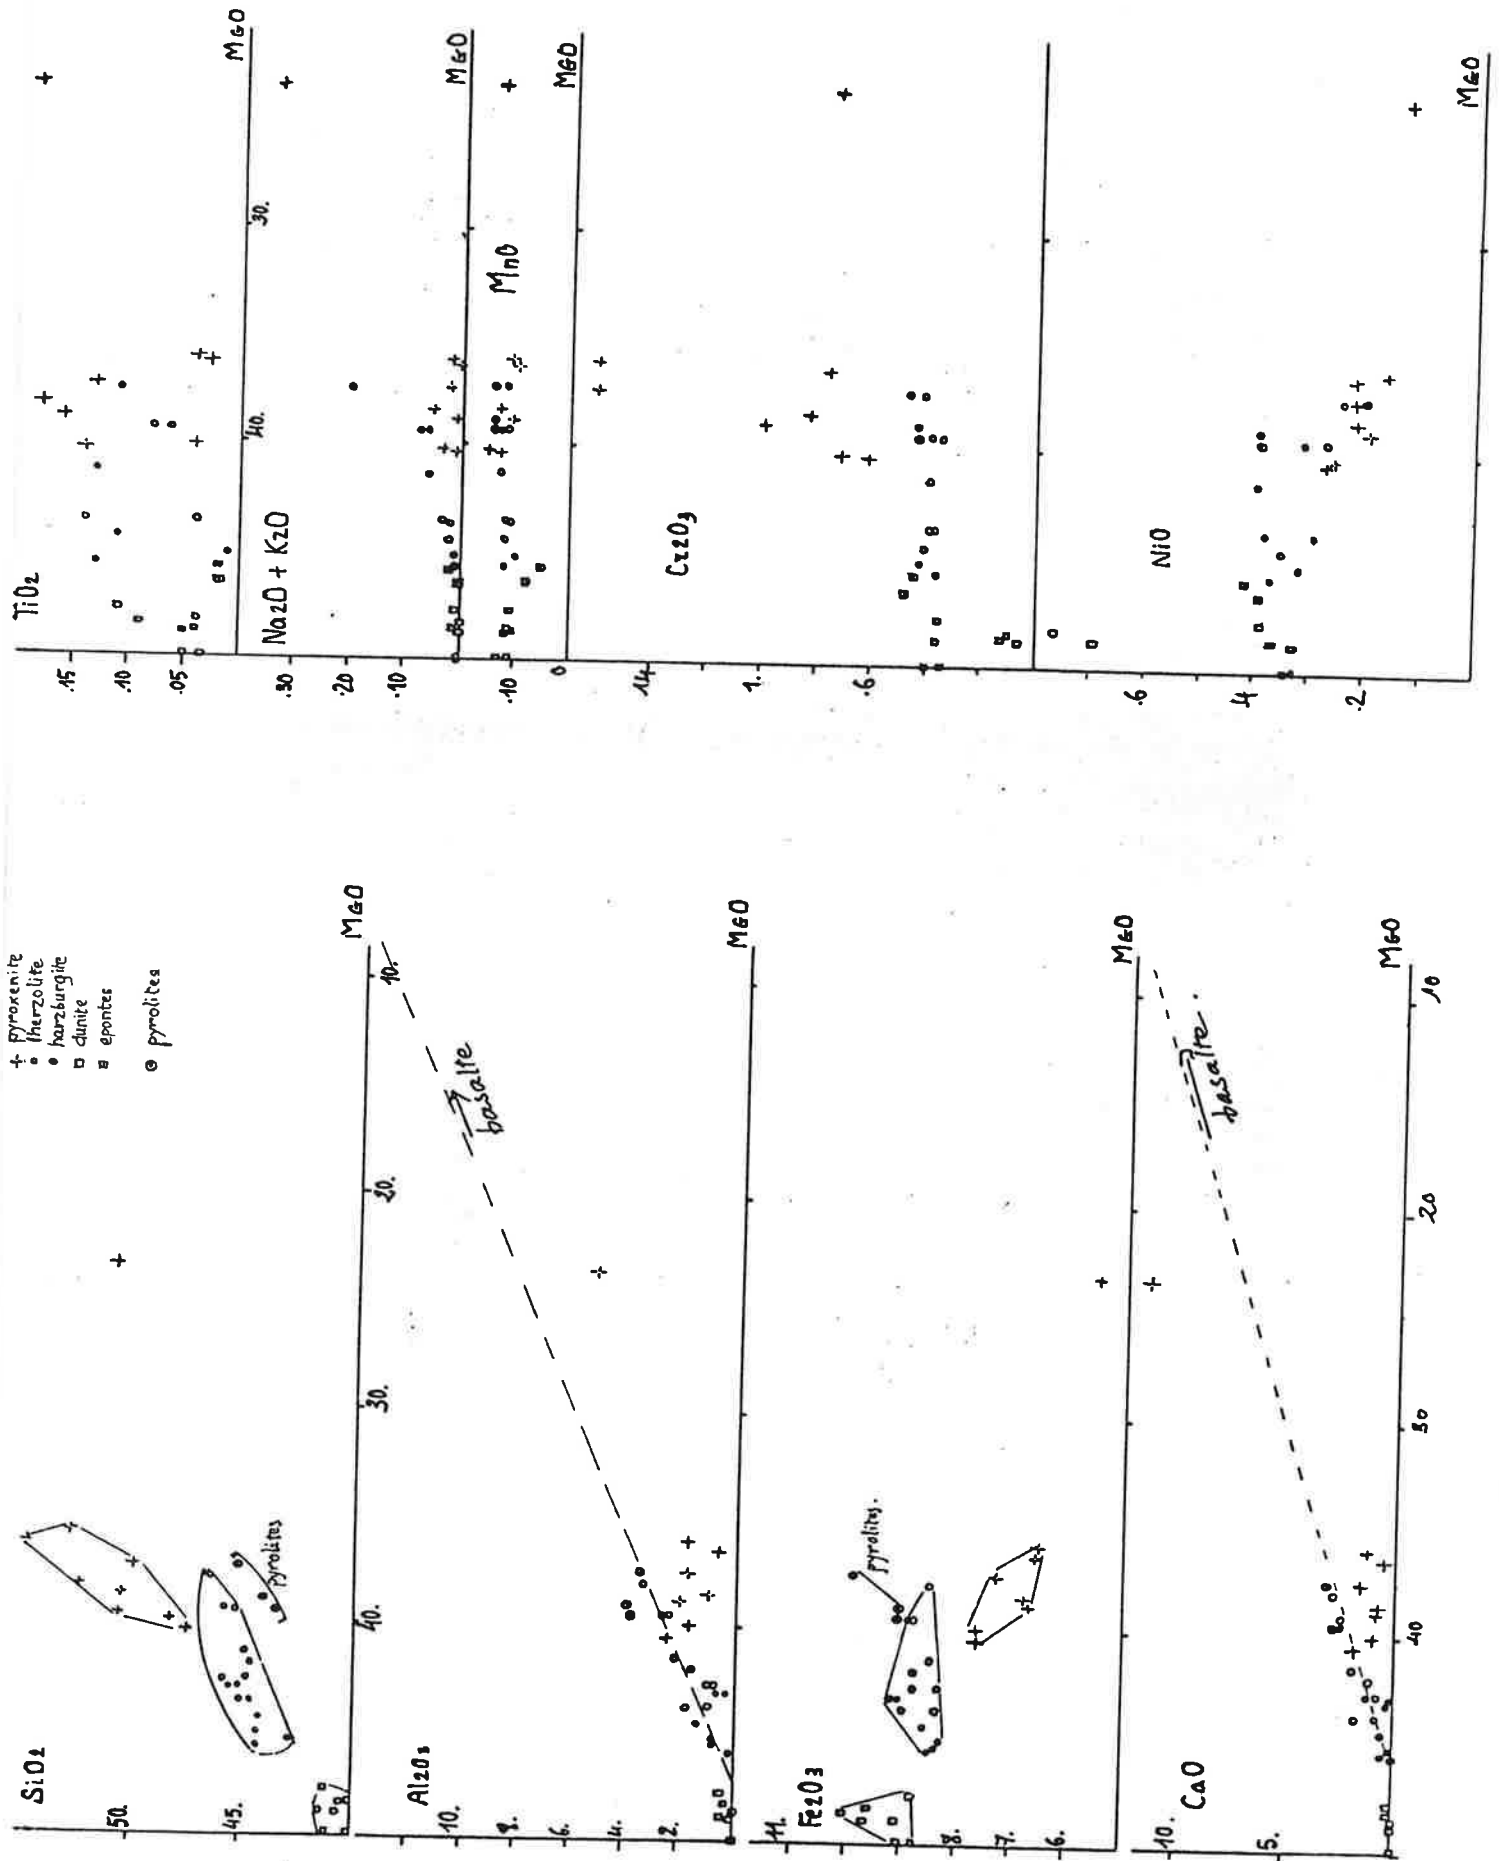 + pyroxenite
lherzolite
harzburgite
dunite
epontes
pyrolites
SiO2
50.
45.
pyrolites
MGO
Al2O3
10.
8.
6.
4.
2.
40.
30.
20.
10.
basalte
MGO
Fe2O3
11.
8.
7.
6.
pyrolites.
MGO
CaO
10.
5.
basalte.
40
30
20
10
MGO
TiO2
.15
.10
.05
40.
30.
MGO
Na2O + K2O
.30
.20
.10
MGO
MnO
.10
0
MGO
Cr2O3
1.4
1.
.6
NiO
.6
.4
.2
MGO